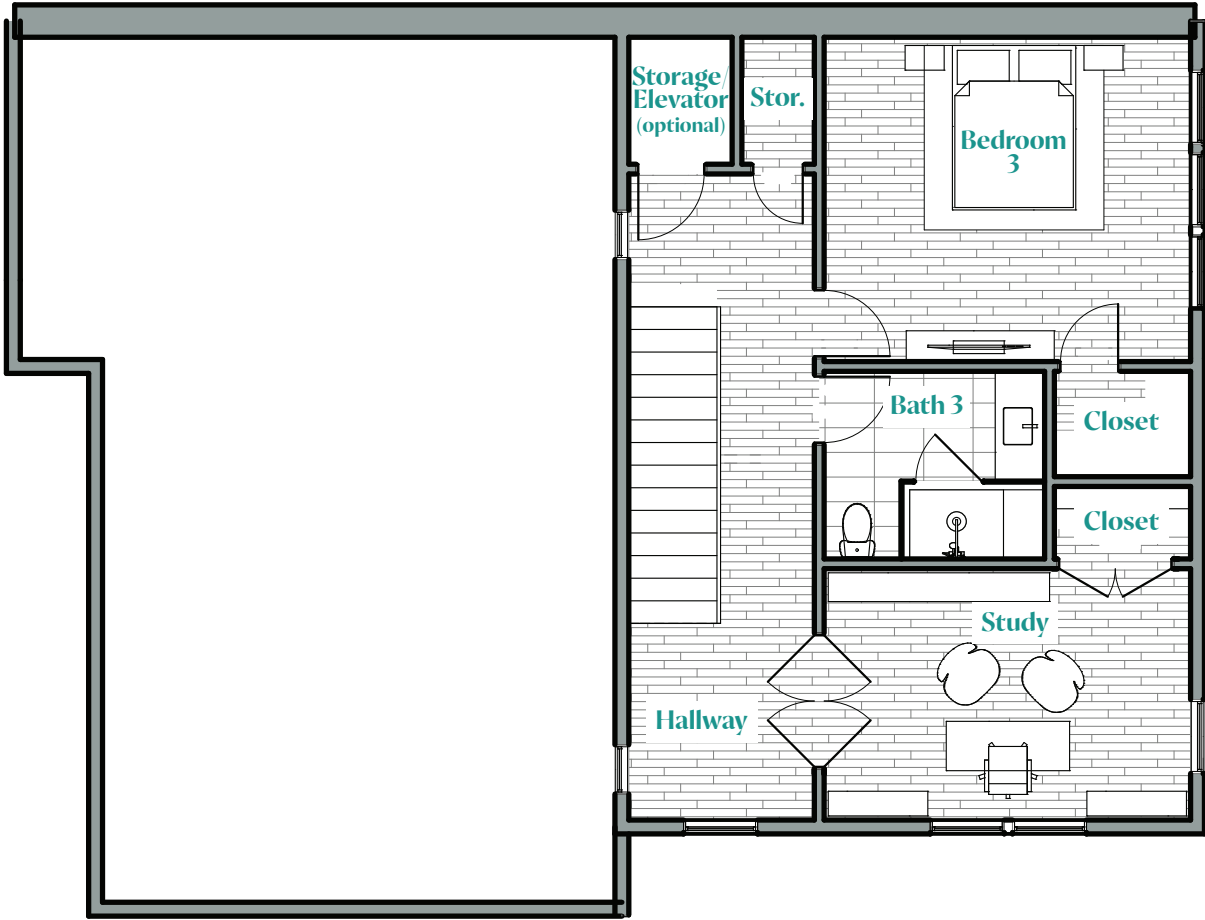 Storage/
Elevator
(optional)
Stor.
Bedroom
3
Bath 3
Closet
Closet
Study
Hallway